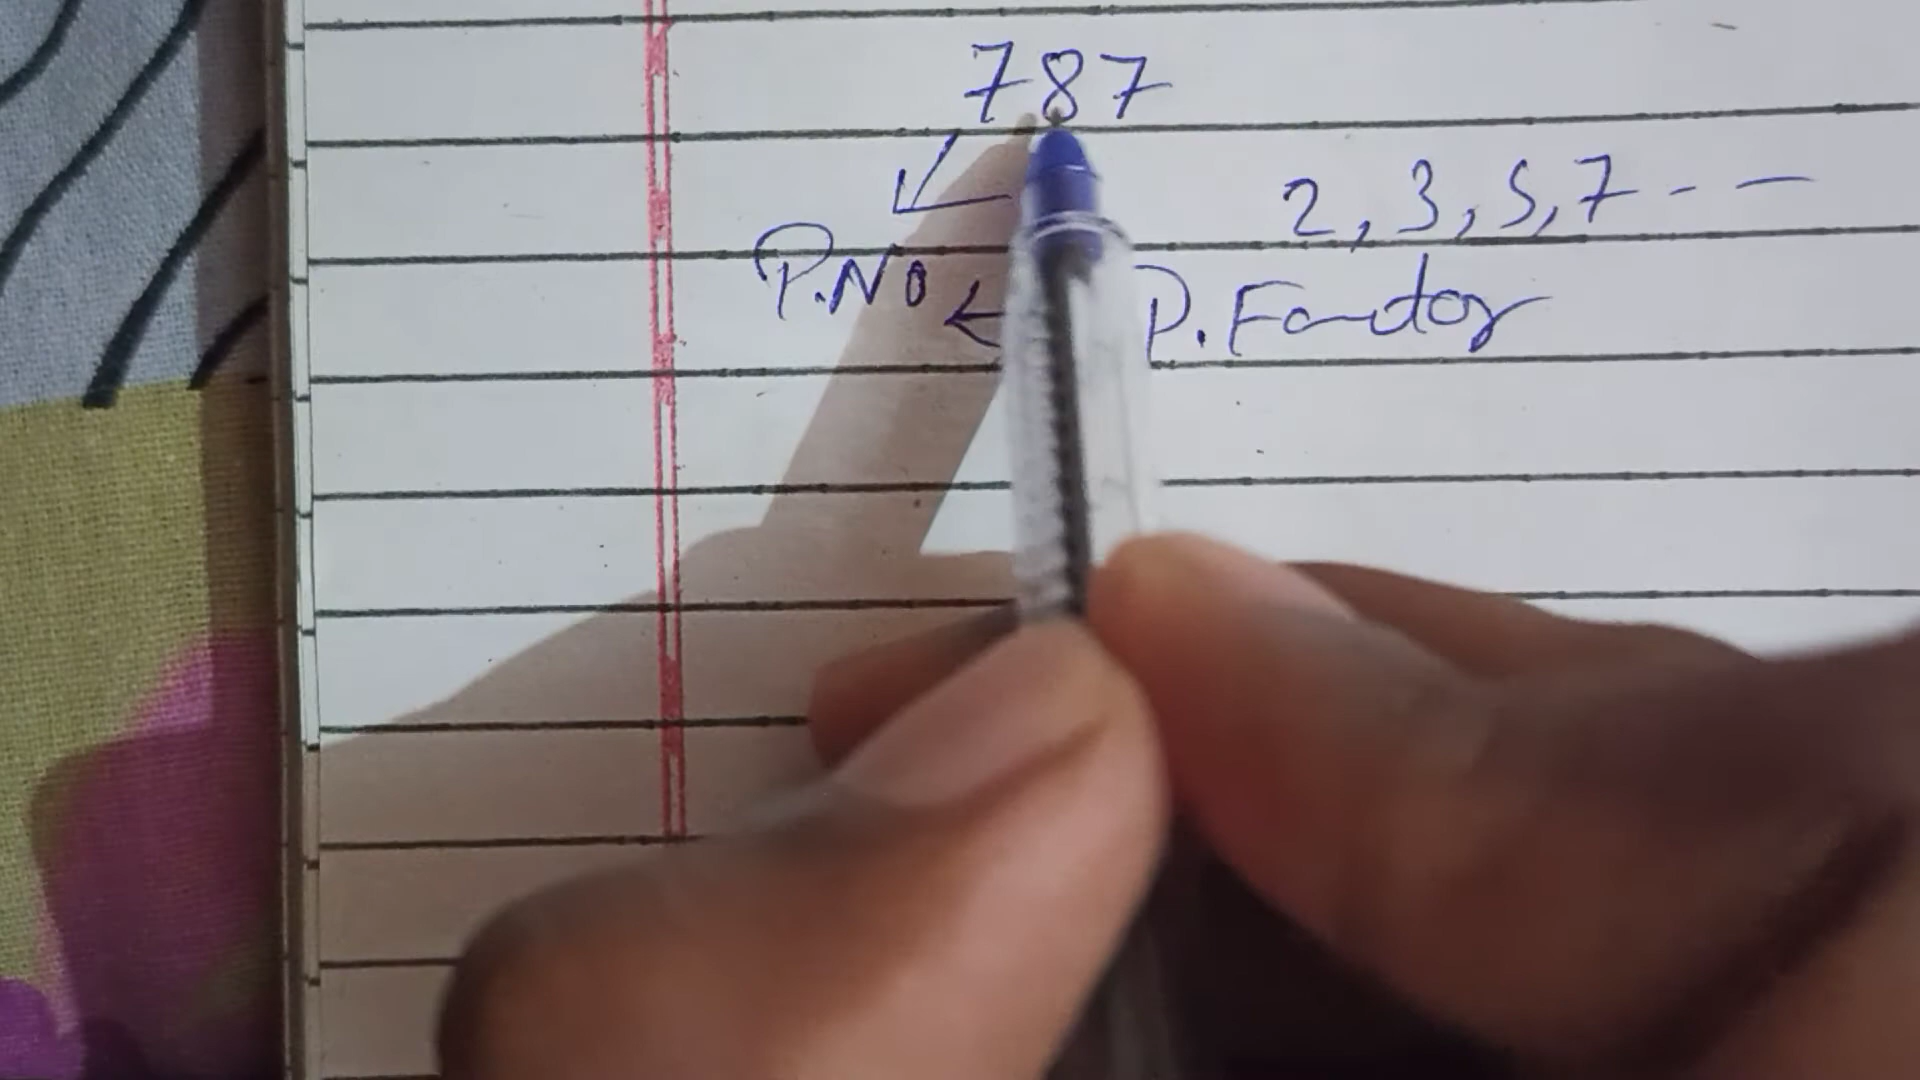 787
2, 3, 5, 7 - -
P.No ← P. Factor